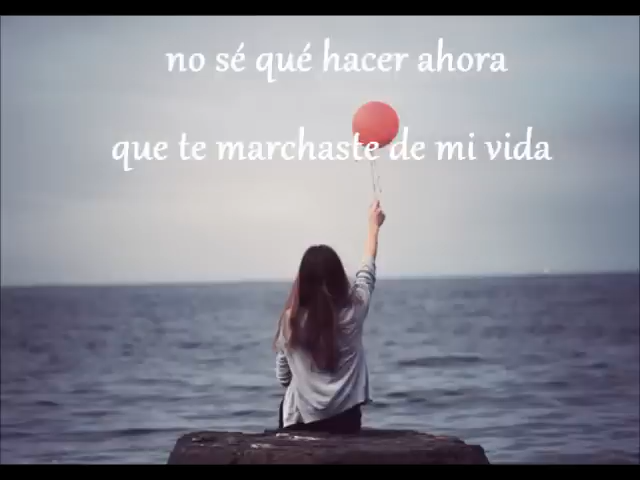 no sé qué hacer ahora
que te marchaste de mi vida